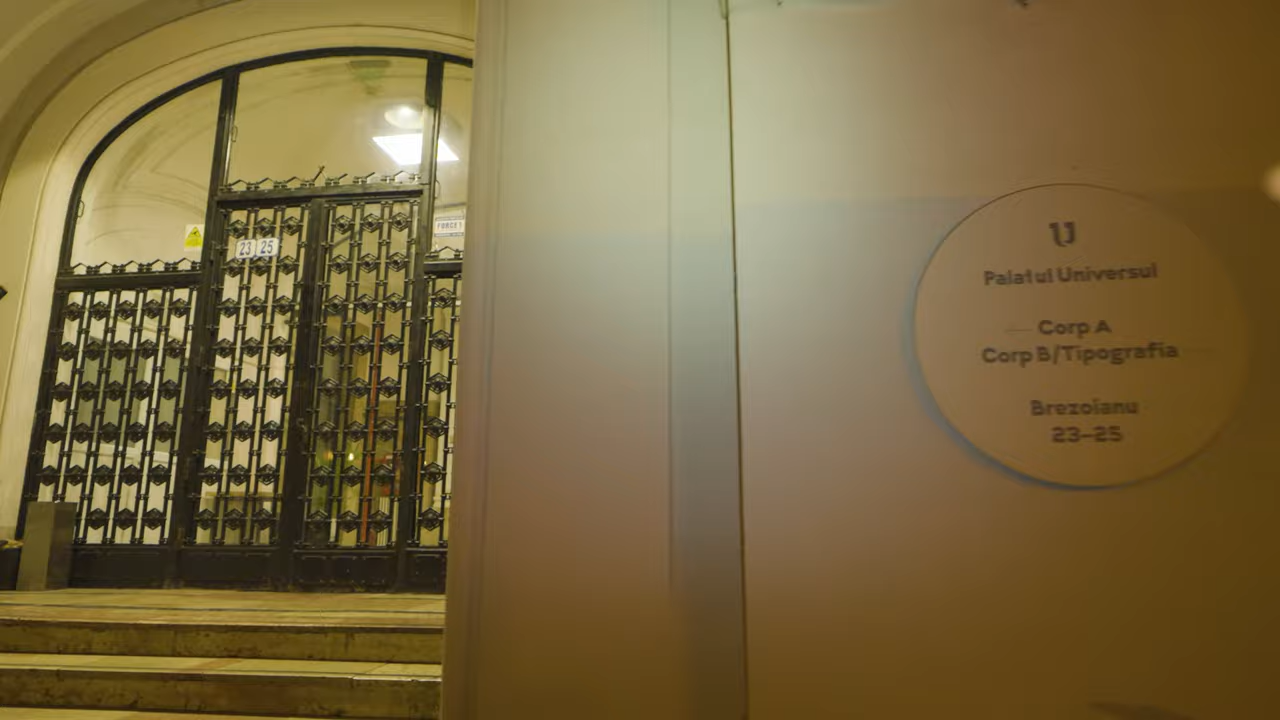 23 25
U
Palatul Universul
Corp A
Corp B/Tipografia
Brezoianu
23-25